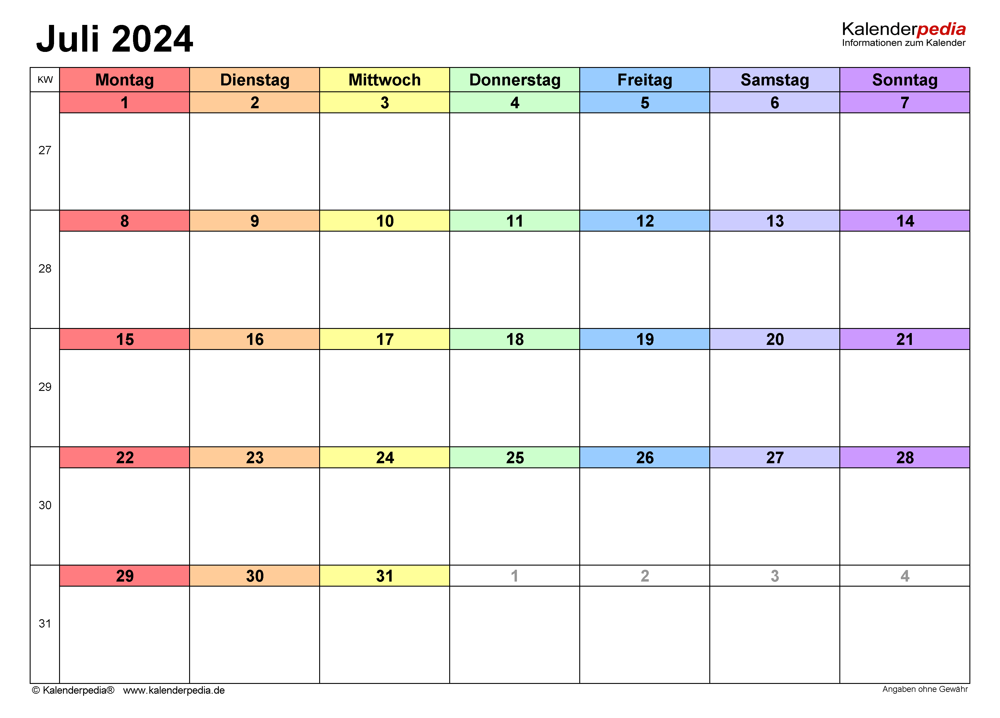 Juli 2024
Kalenderpedia
Informationen zum Kalender
KW Montag Dienstag Mittwoch Donnerstag Freitag Samstag Sonntag
1 2 3 4 5 6 7
27
8 9 10 11 12 13 14
28
15 16 17 18 19 20 21
29
22 23 24 25 26 27 28
30
29 30 31 1 2 3 4
31
© Kalenderpedia® www.kalenderpedia.de
Angaben ohne Gewähr